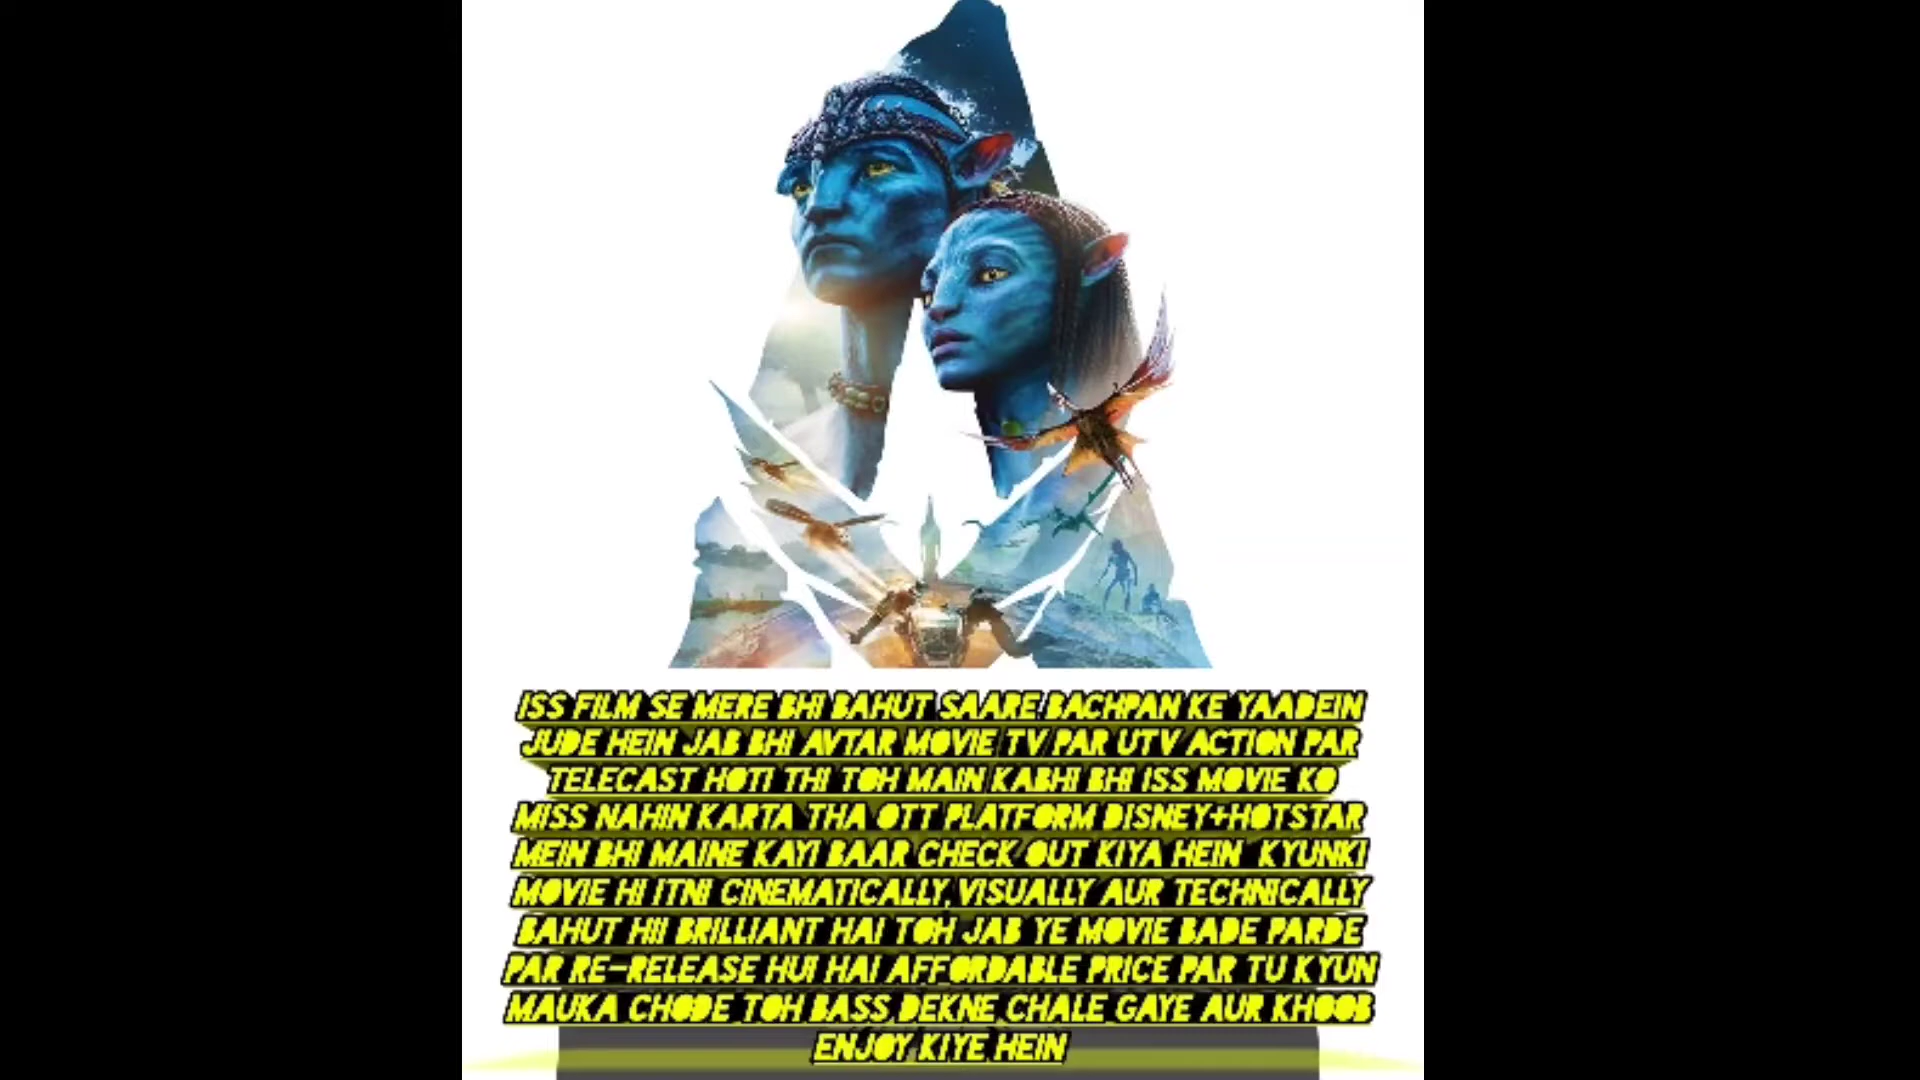 ISS FILM SE MERE BHI BAHUT SAARE BACHPAN KE YAADEIN
JUDE HEIN JAB BHI AVTAR MOVIE TV PAR UTV ACTION PAR
TELECAST HOTI THI TOH MAIN KABHI BHI ISS MOVIE KO
MISS NAHIN KARTA THA OTT PLATFORM DISNEY+HOTSTAR
MEIN BHI MAINE KAYI BAAR CHECK OUT KIYA HEIN KYUNKI
MOVIE HI ITNI CINEMATICALLY,VISUALLY AUR TECHNICALLY
BAHUT HII BRILLIANT HAI TOH JAB YE MOVIE BADE PARDE
PAR RE-RELEASE HUI HAI AFFORDABLE PRICE PAR TU KYUN
MAUKA CHODE TOH BASS DEKNE CHALE GAYE AUR KHOOB
ENJOY KIYE HEIN